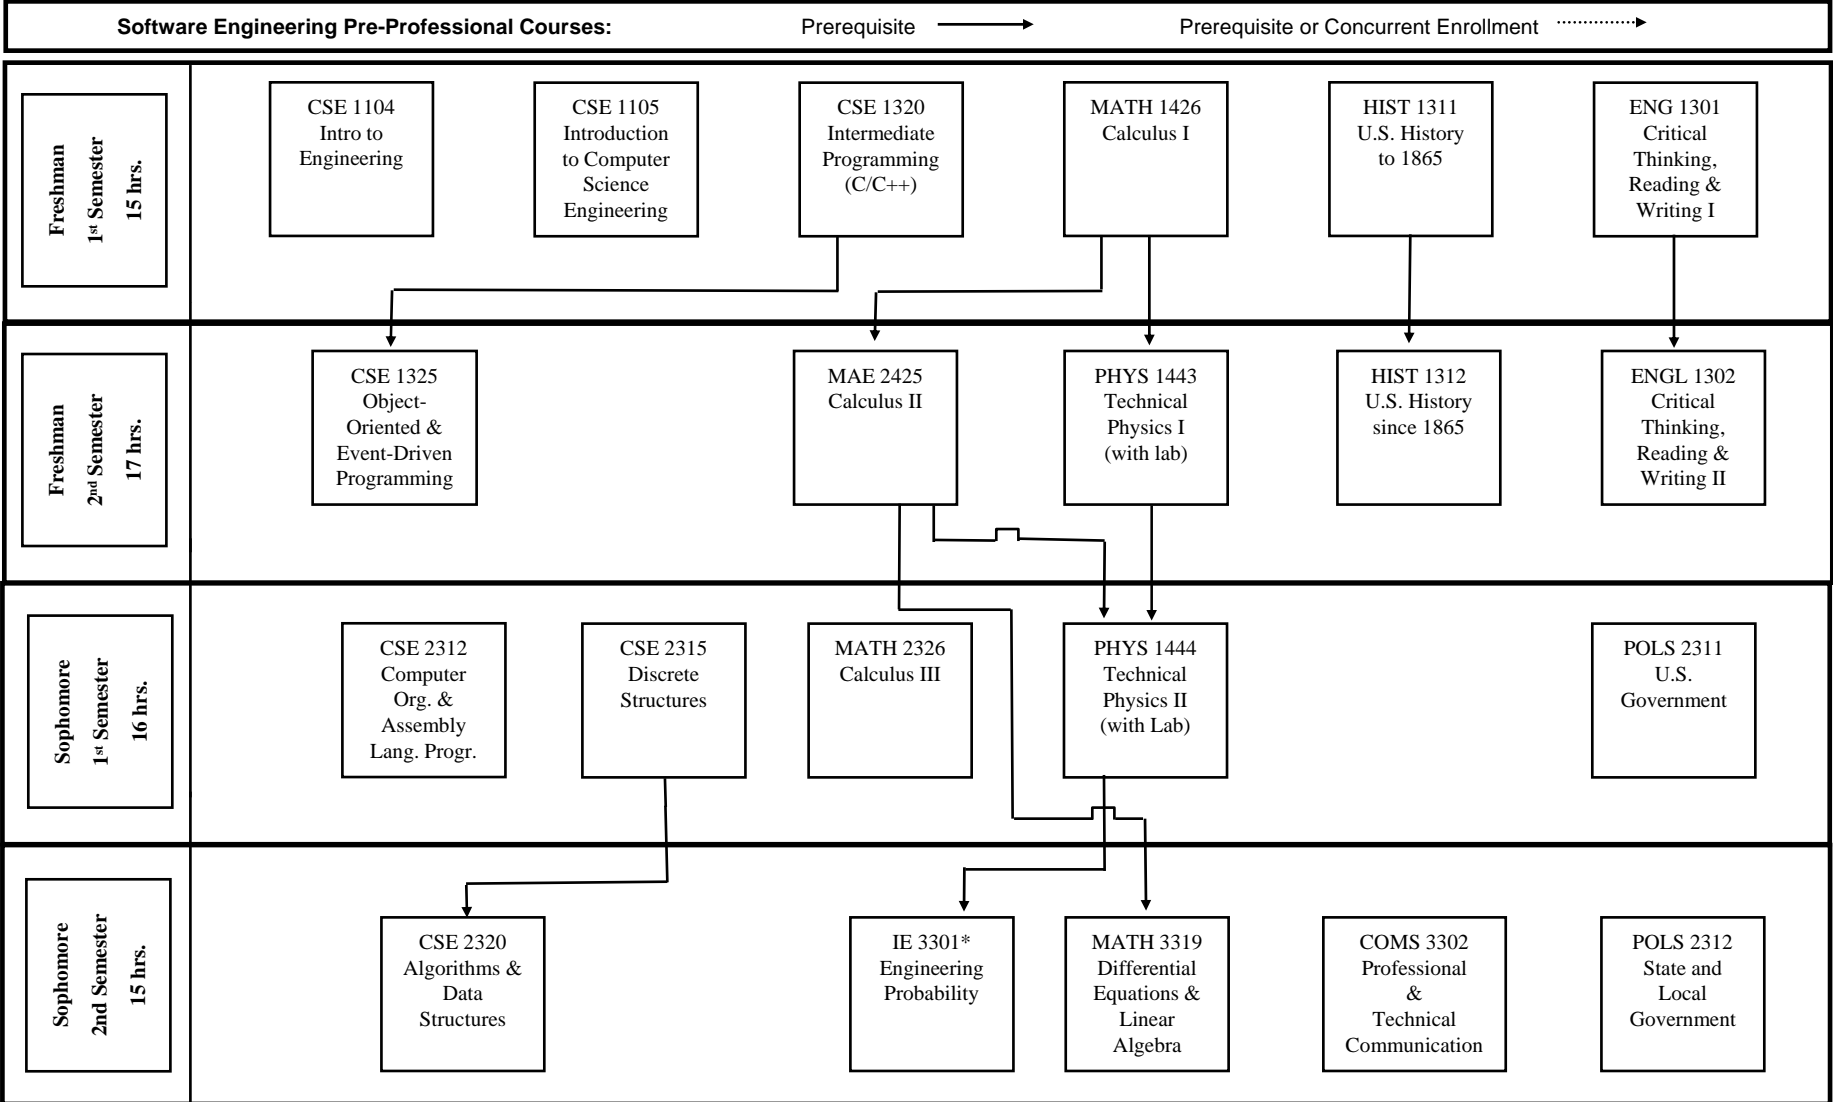 Software Engineering Pre-Professional Courses: Prerequisite Prerequisite or Concurrent Enrollment
Freshman
1st Semester
15 hrs.
CSE 1104
Intro to
Engineering
CSE 1105
Introduction
to Computer
Science
Engineering
CSE 1320
Intermediate
Programming
(C/C++)
MATH 1426
Calculus I
HIST 1311
U.S. History
to 1865
ENG 1301
Critical
Thinking,
Reading &
Writing I
Freshman
2nd Semester
17 hrs.
CSE 1325
Object-
Oriented &
Event-Driven
Programming
MAE 2425
Calculus II
PHYS 1443
Technical
Physics I
(with lab)
HIST 1312
U.S. History
since 1865
ENGL 1302
Critical
Thinking,
Reading &
Writing II
Sophomore
1st Semester
16 hrs.
CSE 2312
Computer
Org. &
Assembly
Lang. Progr.
CSE 2315
Discrete
Structures
MATH 2326
Calculus III
PHYS 1444
Technical
Physics II
(with Lab)
POLS 2311
U.S.
Government
Sophomore
2nd Semester
15 hrs.
CSE 2320
Algorithms &
Data
Structures
IE 3301*
Engineering
Probability
MATH 3319
Differential
Equations &
Linear
Algebra
COMS 3302
Professional
&
Technical
Communication
POLS 2312
State and
Local
Government